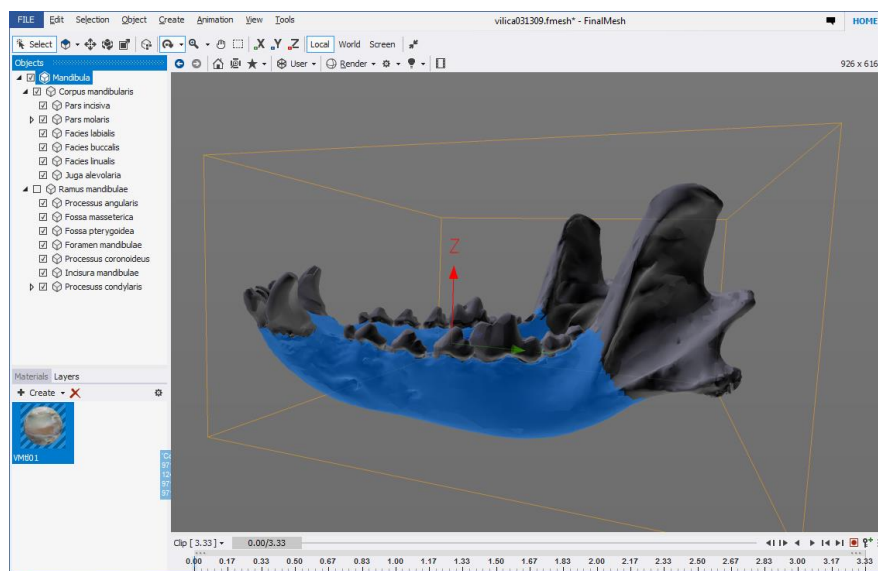 FILE Edit Selection Object Create Animation View Tools vilica031309.fmesh* - FinalMesh HOME
Select X Y Z Local World Screen
Objects User Render 926 x 616
Mandibula
Corpus mandibularis
Pars incisiva
Pars molaris
Facies labialis
Facies buccalis
Facies linualis
Juga alevolaria
Ramus mandibulae
Processus angularis
Fossa masseterica
Fossa pterygoidea
Foramen mandibulae
Processus coronoideus
Incisura mandibulae
Procesuss condylaris
Z
Materials Layers
Create
VMtl01
Clip [ 3.33 ] 0.00/3.33
0.00 0.17 0.33 0.50 0.67 0.83 1.00 1.17 1.33 1.50 1.67 1.83 2.00 2.17 2.33 2.50 2.67 2.83 3.00 3.17 3.33